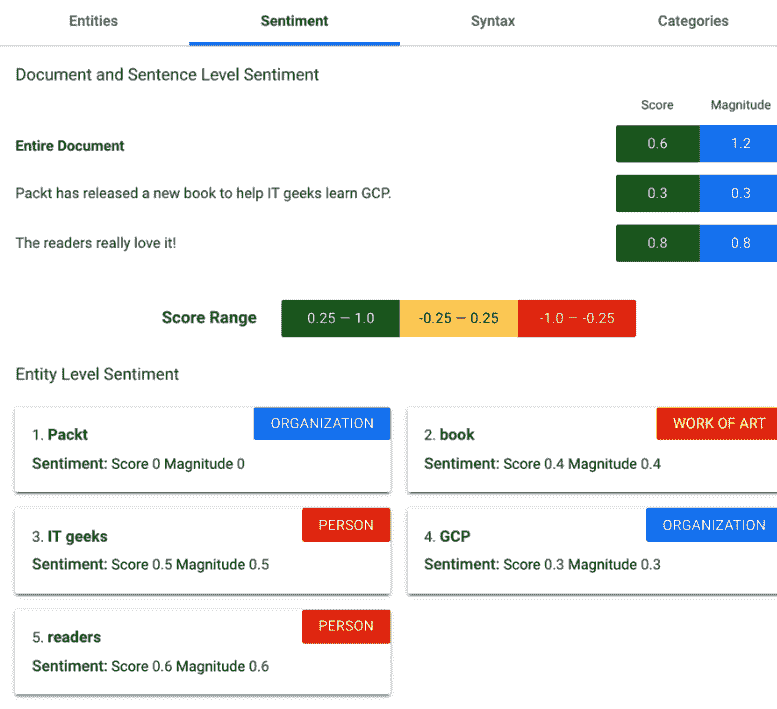 Entities Sentiment Syntax Categories
Document and Sentence Level Sentiment
Score Magnitude
Entire Document 0.6 1.2
Packt has released a new book to help IT geeks learn GCP. 0.3 0.3
The readers really love it! 0.8 0.8
Score Range 0.25 — 1.0 -0.25 — 0.25 -1.0 — -0.25
Entity Level Sentiment
1. Packt ORGANIZATION
Sentiment: Score 0 Magnitude 0
2. book WORK OF ART
Sentiment: Score 0.4 Magnitude 0.4
3. IT geeks PERSON
Sentiment: Score 0.5 Magnitude 0.5
4. GCP ORGANIZATION
Sentiment: Score 0.3 Magnitude 0.3
5. readers PERSON
Sentiment: Score 0.6 Magnitude 0.6